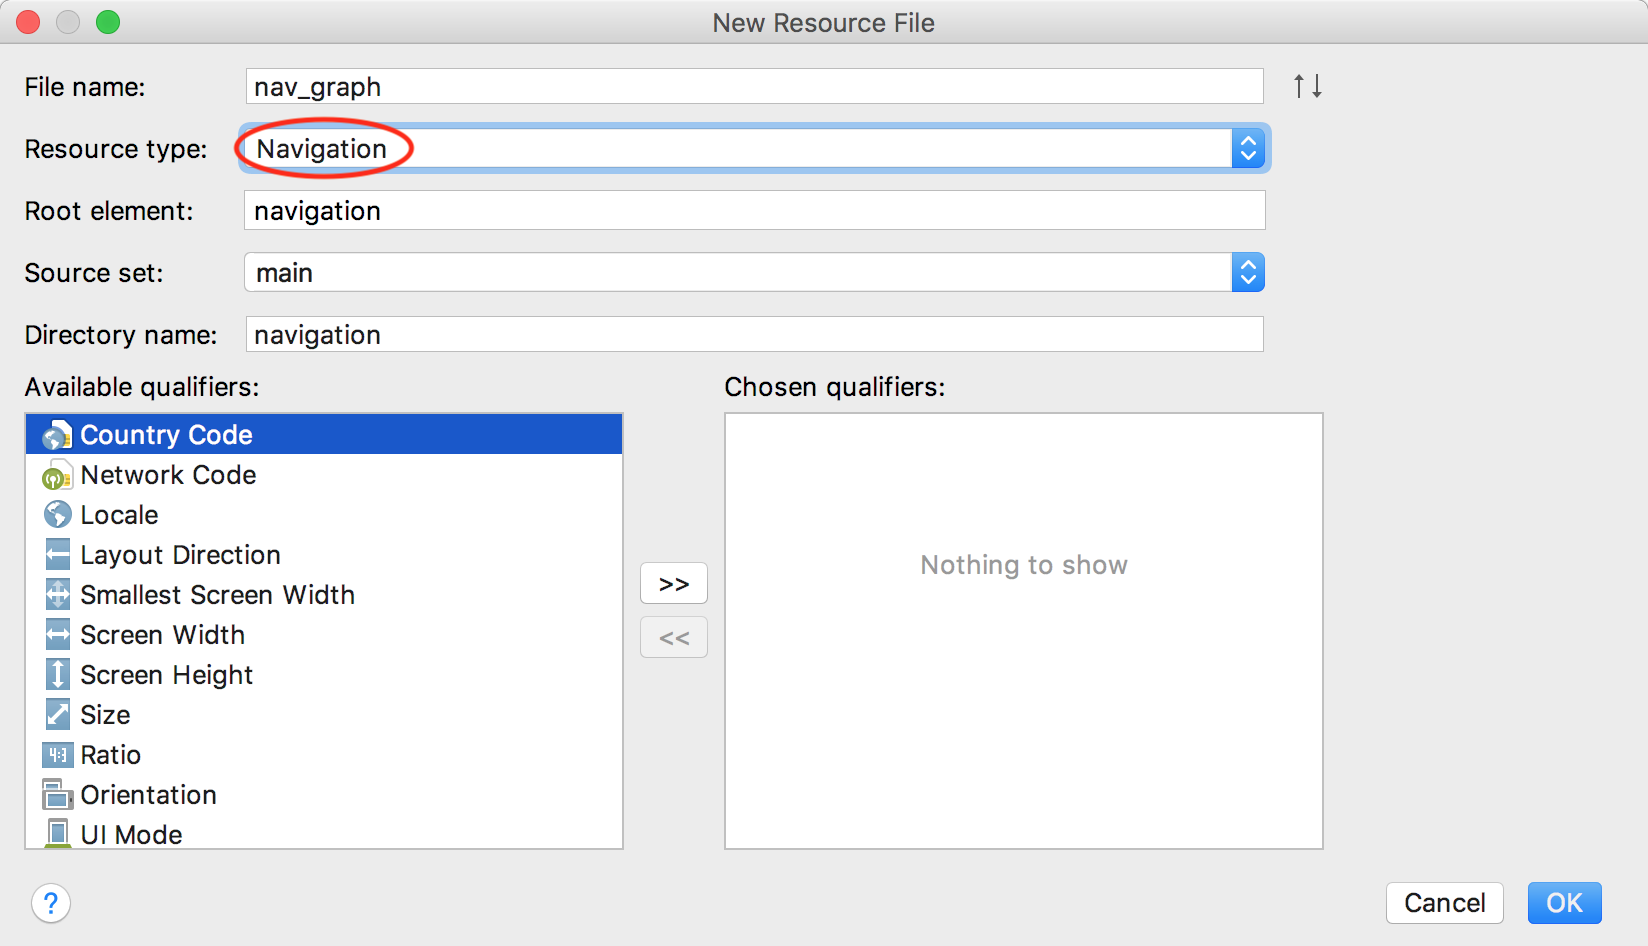 New Resource File
File name: nav_graph
Resource type: Navigation
Root element: navigation
Source set: main
Directory name: navigation
Available qualifiers:
Country Code
Network Code
Locale
Layout Direction
Smallest Screen Width
Screen Width
Screen Height
Size
4:3 Ratio
Orientation
UI Mode
>>
<<
Chosen qualifiers:
Nothing to show
?
Cancel
OK